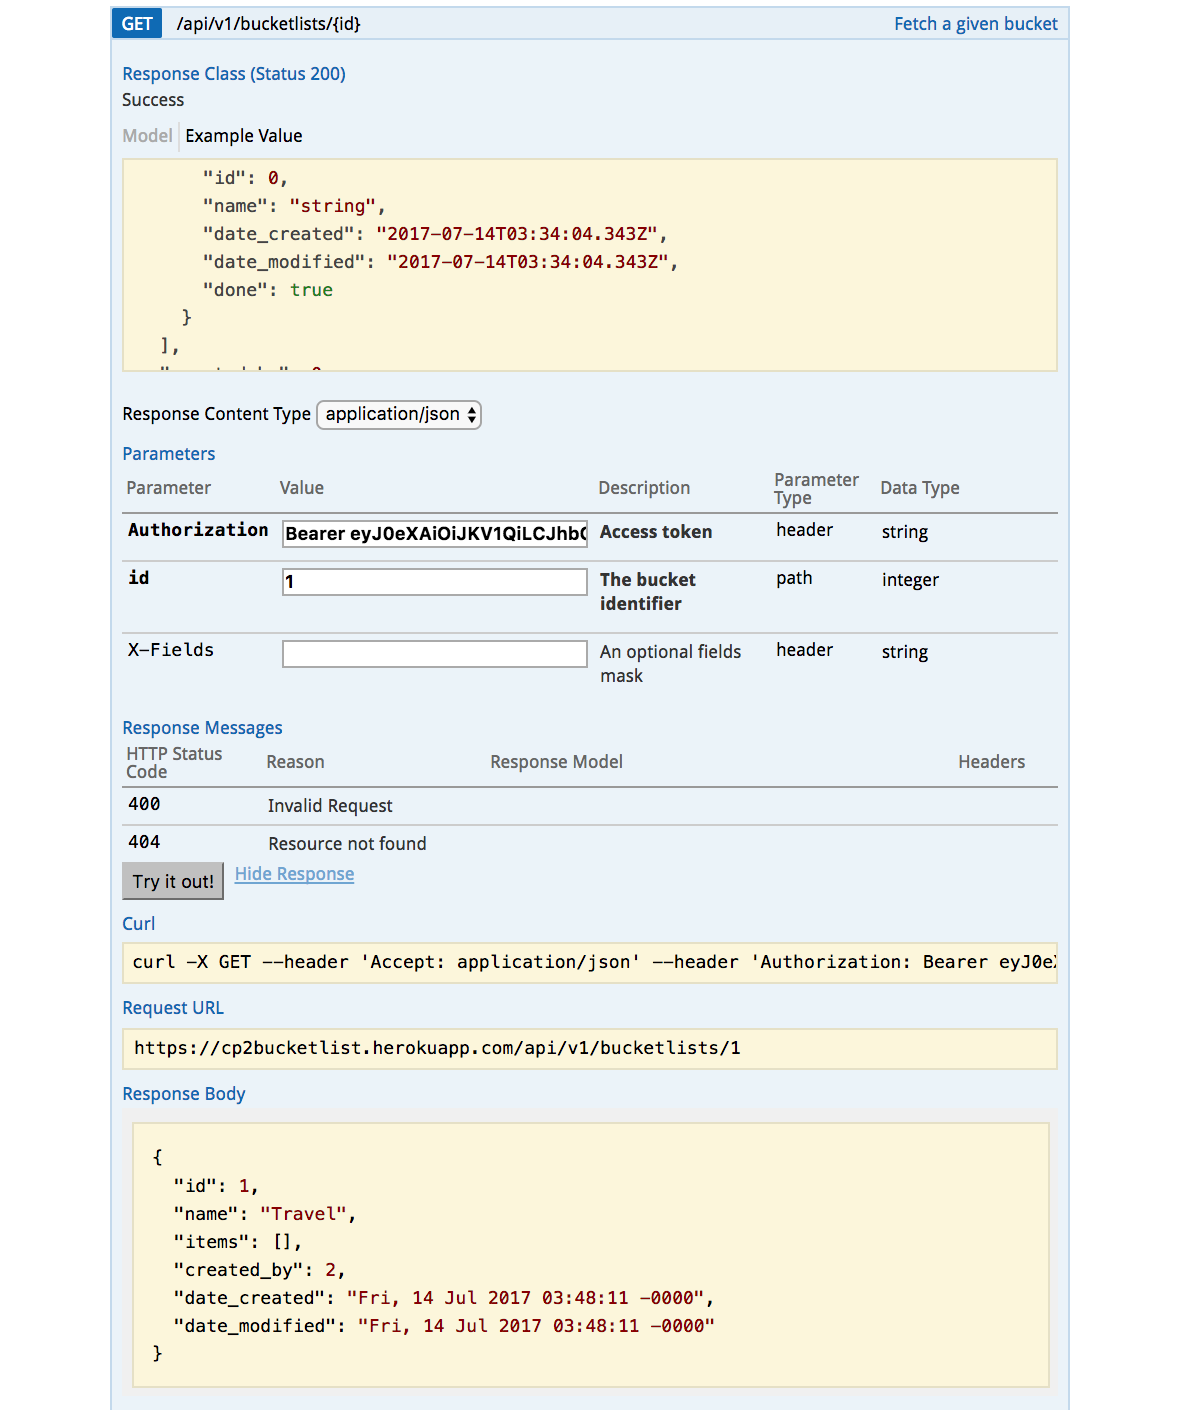 GET /api/v1/bucketlists/{id} Fetch a given bucket
Response Class (Status 200)
Success
Model Example Value
"id": 0,
"name": "string",
"date_created": "2017-07-14T03:34:04.343Z",
"date_modified": "2017-07-14T03:34:04.343Z",
"done": true
}
],
Response Content Type application/json
Parameters
Parameter Value Description Parameter Type Data Type
Authorization Bearer eyJ0eXAiOiJKV1QiLCJhbG Access token header string
id 1 The bucket identifier path integer
X-Fields An optional fields mask header string
Response Messages
HTTP Status Code Reason Response Model Headers
400 Invalid Request
404 Resource not found
Try it out! Hide Response
Curl
curl -X GET --header 'Accept: application/json' --header 'Authorization: Bearer eyJ0eX
Request URL
https://cp2bucketlist.herokuapp.com/api/v1/bucketlists/1
Response Body
{
"id": 1,
"name": "Travel",
"items": [],
"created_by": 2,
"date_created": "Fri, 14 Jul 2017 03:48:11 -0000",
"date_modified": "Fri, 14 Jul 2017 03:48:11 -0000"
}